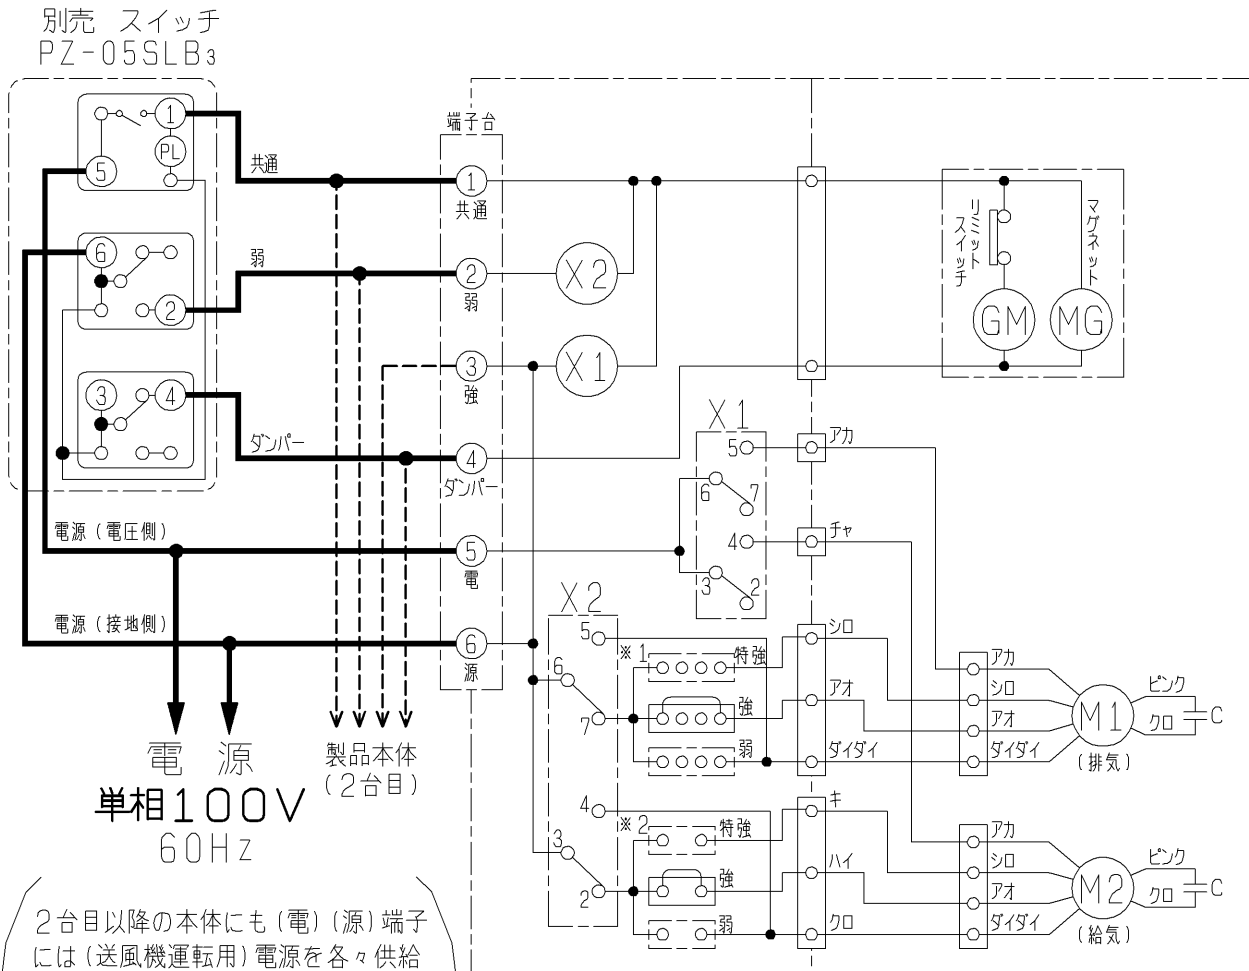 別売 スイッチ
PZ-05SLB3
1
PL
5
共通
6
2
弱
3
4
ダンパー
電源(電圧側)
電源(接地側)
電 源
単相100V
60Hz
製品本体
(2台目)
2台目以降の本体にも(電)(源)端子
には(送風機運転用)電源を各々供給
端子台
1
共通
2
弱
3
強
4
ダンパー
5
電
6
源
X2
X1
リミット
スイッチ
マグネット
GM
MG
X1
5
6
7
4
3
2
X2
5
6
7
4
3
2
※1
特強
強
弱
※2
特強
強
弱
アカ
チャ
シロ
アオ
ダイダイ
キ
ハイ
クロ
アカ
シロ
アオ
ダイダイ
M1
(排気)
ピンク
クロ
C
アカ
シロ
アオ
ダイダイ
M2
(給気)
ピンク
クロ
C